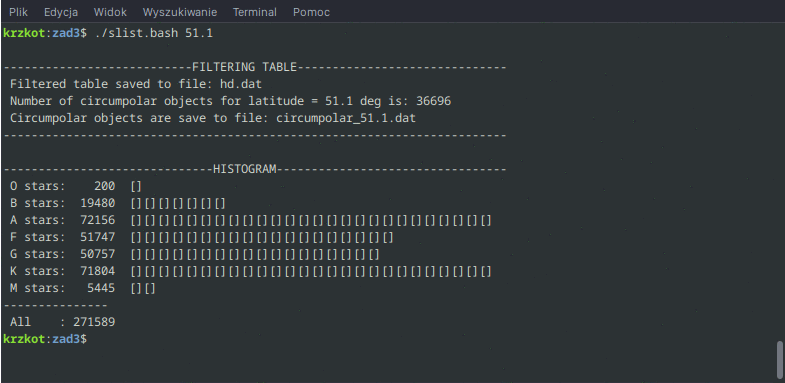 Plik Edycja Widok Wyszukiwanie Terminal Pomoc
krzkot:zad3$ ./slist.bash 51.1
---------------------------FILTERING TABLE------------------------------
Filtered table saved to file: hd.dat
Number of circumpolar objects for latitude = 51.1 deg is: 36696
Circumpolar objects are save to file: circumpolar_51.1.dat
------------------------------------------------------------------------
------------------------------HISTOGRAM---------------------------------
O stars:    200  []
B stars:  19480  [][][][][][][]
A stars:  72156  [][][][][][][][][][][][][][][][][][][][][][][][][][]
F stars:  51747  [][][][][][][][][][][][][][][][][][][]
G stars:  50757  [][][][][][][][][][][][][][][][][][]
K stars:  71804  [][][][][][][][][][][][][][][][][][][][][][][][][][]
M stars:   5445  [][]
---------------
All    : 271589
krzkot:zad3$